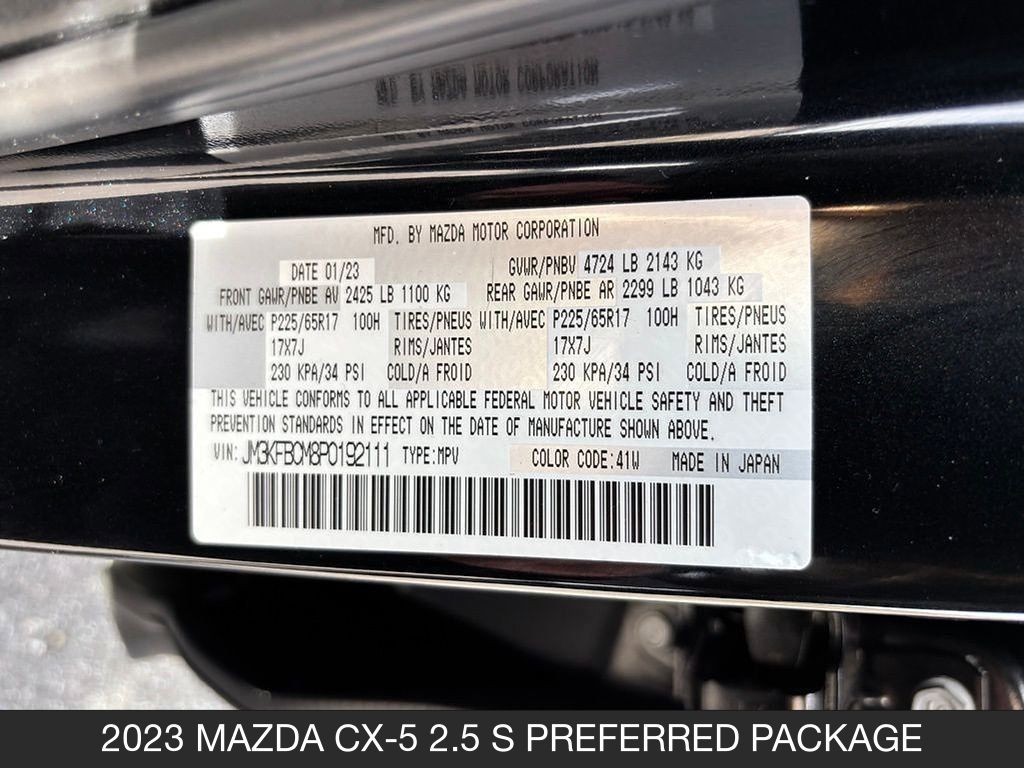 MFD. BY MAZDA MOTOR CORPORATION
MFD. BY MAZDA MOTOR CORPORATION
DATE 01/23 GVWR/PNBV 4724 LB 2143 KG
FRONT GAWR/PNBE AV 2425 LB 1100 KG REAR GAWR/PNBE AR 2299 LB 1043 KG
WITH/AVEC P225/65R17 100H TIRES/PNEUS WITH/AVEC P225/65R17 100H TIRES/PNEUS
17X7J RIMS/JANTES 17X7J RIMS/JANTES
230 KPA/34 PSI COLD/A FROID 230 KPA/34 PSI COLD/A FROID
THIS VEHICLE CONFORMS TO ALL APPLICABLE FEDERAL MOTOR VEHICLE SAFETY AND THEFT
PREVENTION STANDARDS IN EFFECT ON THE DATE OF MANUFACTURE SHOWN ABOVE.
VIN: JM3KFBCM8P0192111 TYPE:MPV COLOR CODE:41W MADE IN JAPAN
2023 MAZDA CX-5 2.5 S PREFERRED PACKAGE